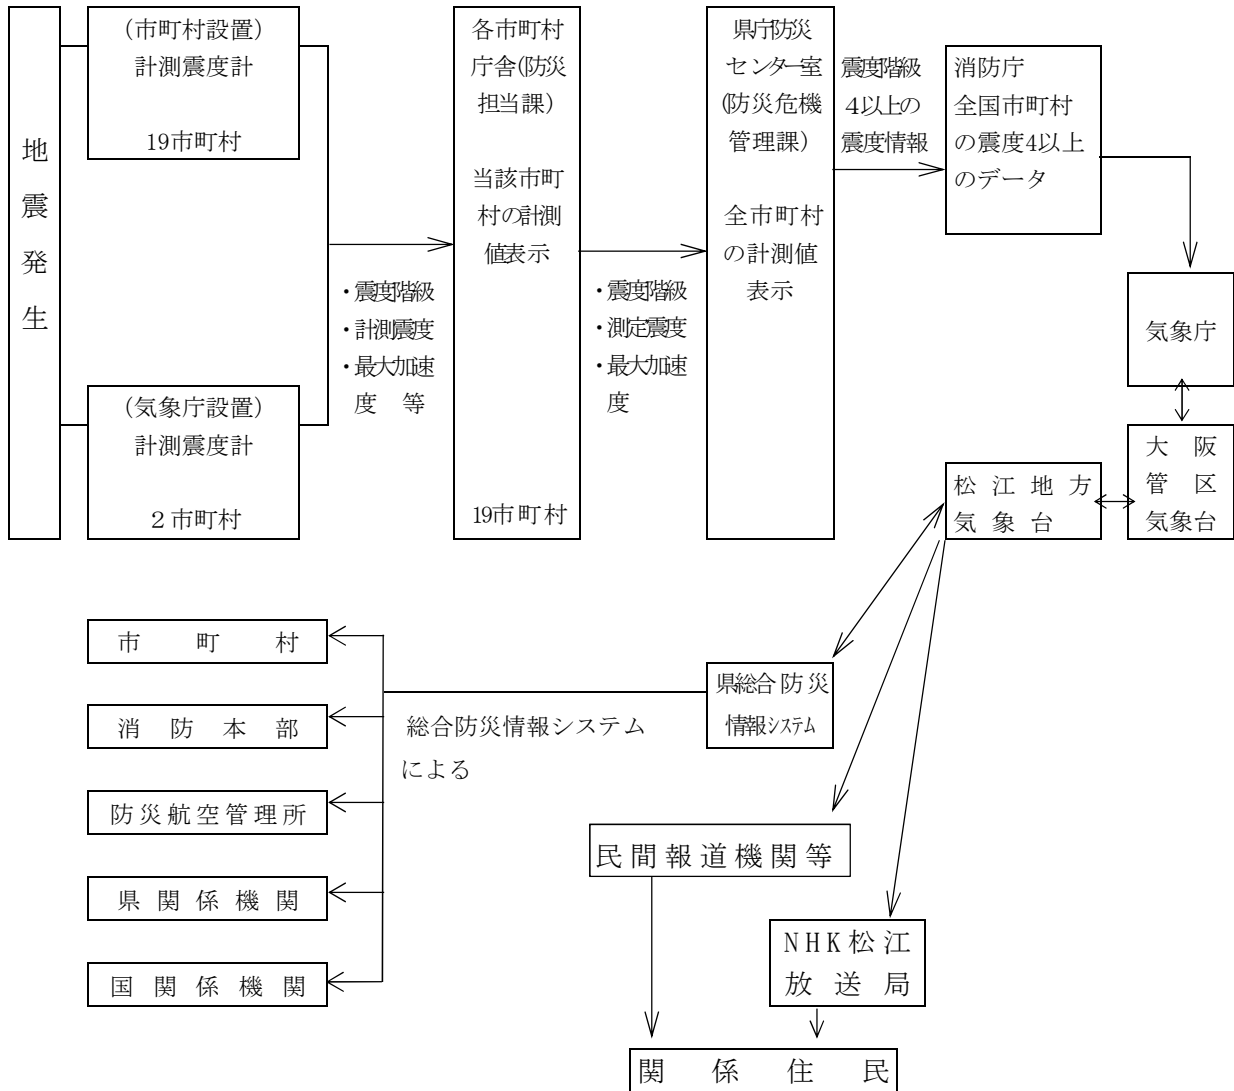 地
震
発
生
(市町村設置)
計測震度計
19市町村
(気象庁設置)
計測震度計
２市町村
・震度階級
・計測震度
・最大加速
度　等
各市町村
庁舎(防災
担当課)
当該市町
村の計測
値表示
19市町村
・震度階級
・測定震度
・最大加速
度
県庁防災
センター室
(防災危機
管理課)
全市町村
の計測値
表示
震度階級
４以上の
震度情報
消防庁
全国市町村
の震度4以上
のデータ
気象庁
大　阪
管　区
気象台
松江地方
気象台
県総合防災
情報システム
総合防災情報システム
による
市　町　村
消防本部
防災航空管理所
県関係機関
国関係機関
民間報道機関等
NHK松江
放送局
関係住民